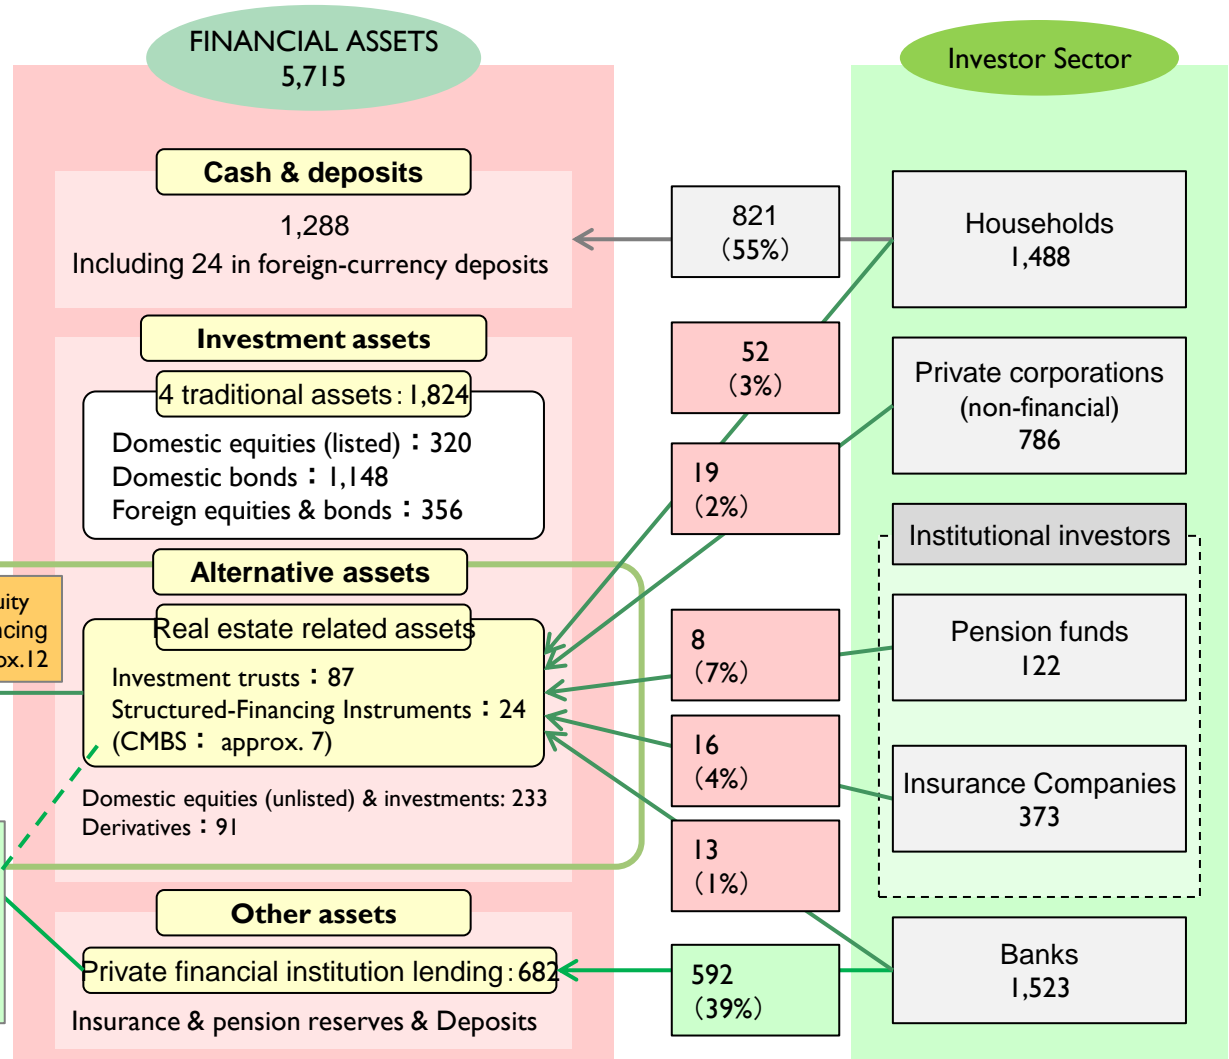 FINANCIAL ASSETS
5,715
Cash & deposits
1,288
Including 24 in foreign-currency deposits
Investment assets
4 traditional assets：1,824
Domestic equities (listed)：320
Domestic bonds：1,148
Foreign equities & bonds：356
Alternative assets
Real estate related assets
Investment trusts：87
Structured-Financing Instruments：24
(CMBS： approx. 7)
Domestic equities (unlisted) & investments: 233
Derivatives：91
Other assets
Private financial institution lending：682
Insurance & pension reserves & Deposits
821
（55%）
52
（3%）
19
（2%）
8
（7%）
16
（4%）
13
（1%）
592
（39%）
Investor Sector
Households
1,488
Private corporations
(non-financial)
786
Institutional investors
Pension funds
122
Insurance Companies
373
Banks
1,523